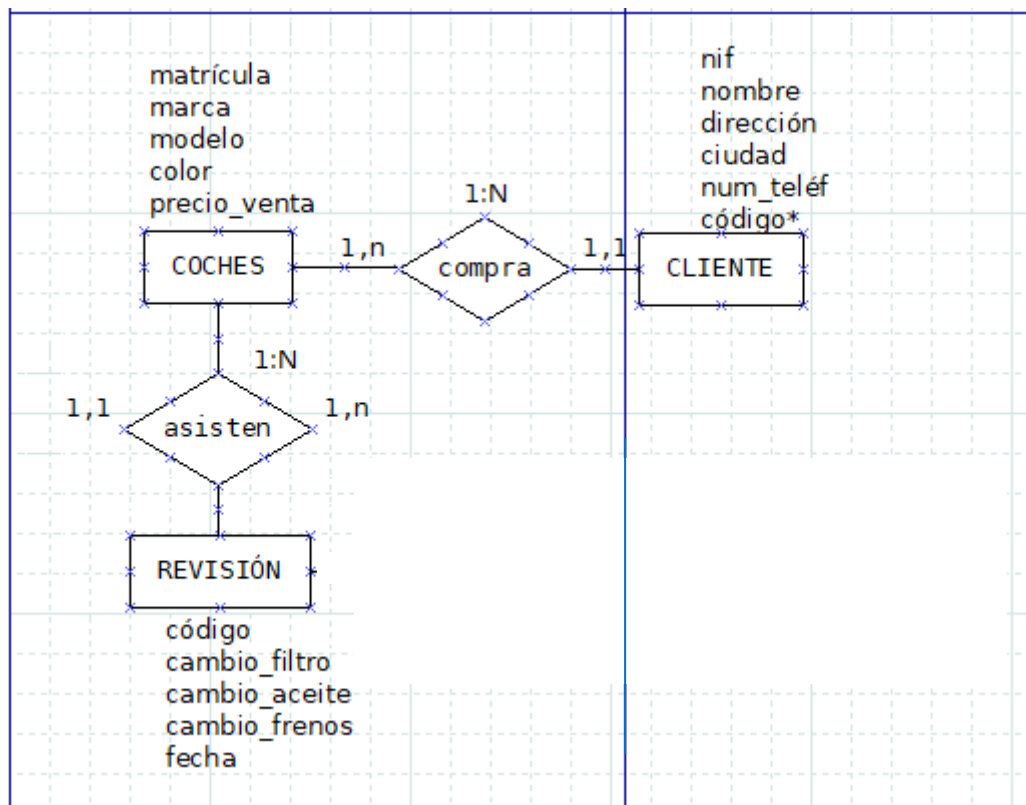 matrícula
marca
modelo
color
precio_venta
COCHES
1,n
1:N
compra
1,1
nif
nombre
dirección
ciudad
num_teléf
código*
CLIENTE
1:N
1,1
asisten
1,n
REVISIÓN
código
cambio_filtro
cambio_aceite
cambio_frenos
fecha